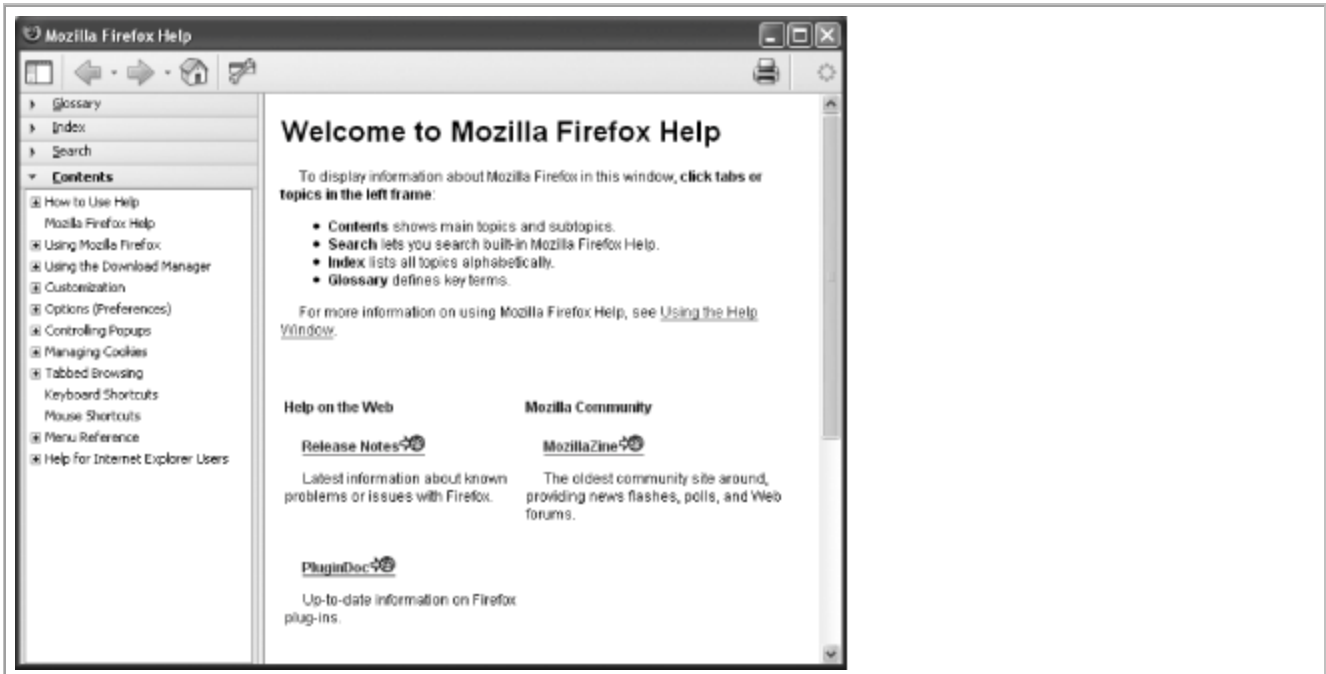 Mozilla Firefox Help
Glossary
Index
Search
Contents
How to Use Help
Mozilla Firefox Help
Using Mozilla Firefox
Using the Download Manager
Customization
Options (Preferences)
Controlling Popups
Managing Cookies
Tabbed Browsing
Keyboard Shortcuts
Mouse Shortcuts
Menu Reference
Help for Internet Explorer Users
Welcome to Mozilla Firefox Help
To display information about Mozilla Firefox in this window, click tabs or
topics in the left frame:
• Contents shows main topics and subtopics.
• Search lets you search built-in Mozilla Firefox Help.
• Index lists all topics alphabetically.
• Glossary defines key terms.
For more information on using Mozilla Firefox Help, see Using the Help
Window.
Help on the Web
Release Notes
Latest information about known
problems or issues with Firefox.
PluginDoc
Up-to-date information on Firefox
plug-ins.
Mozilla Community
MozillaZine
The oldest community site around,
providing news flashes, polls, and Web
forums.